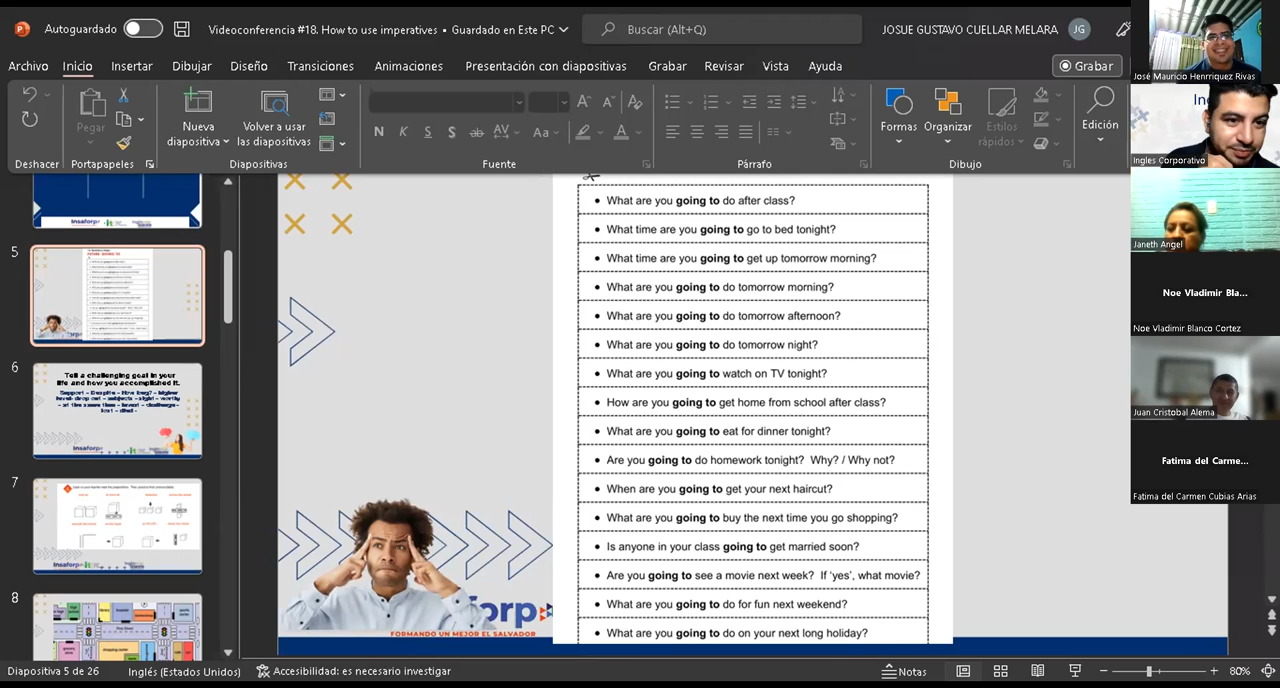 Autoguardado
Videoconferencia #18. How to use imperatives • Guardado en Este PC
Buscar (Alt+Q)
JOSUE GUSTAVO CUELLAR MELARA
JG
Archivo Inicio Insertar Dibujar Diseño Transiciones Animaciones Presentación con diapositivas Grabar Revisar Vista Ayuda
Grabar
Pegar
Nueva diapositiva
Volver a usar las diapositivas
Formas
Organizar
Estilos rápidos
Edición
Deshacer
Portapapeles
Diapositivas
Fuente
Párrafo
Dibujo
5
6
Tell a challenging goal in your
life and how you accomplished it.
7
8
• What are you going to do after class?
• What time are you going to go to bed tonight?
• What time are you going to get up tomorrow morning?
• What are you going to do tomorrow morning?
• What are you going to do tomorrow afternoon?
• What are you going to do tomorrow night?
• What are you going to watch on TV tonight?
• How are you going to get home from school after class?
• What are you going to eat for dinner tonight?
• Are you going to do homework tonight? Why? / Why not?
• When are you going to get your next haircut?
• What are you going to buy the next time you go shopping?
• Is anyone in your class going to get married soon?
• Are you going to see a movie next week? If 'yes', what movie?
• What are you going to do for fun next weekend?
• What are you going to do on your next long holiday?
FORMANDO UN MEJOR EL SALVADOR
José Mauricio Henrriquez Rivas
Ingles Corporativo
Janeth Angel
Noe Vladimir Bla...
Noe Vladimir Blanco Cortez
Juan Cristobal Alema
Fatima del Carme...
Fatima del Carmen Cubias Arias
Diapositiva 5 de 26
Inglés (Estados Unidos)
Accesibilidad: es necesario investigar
Notas
80%